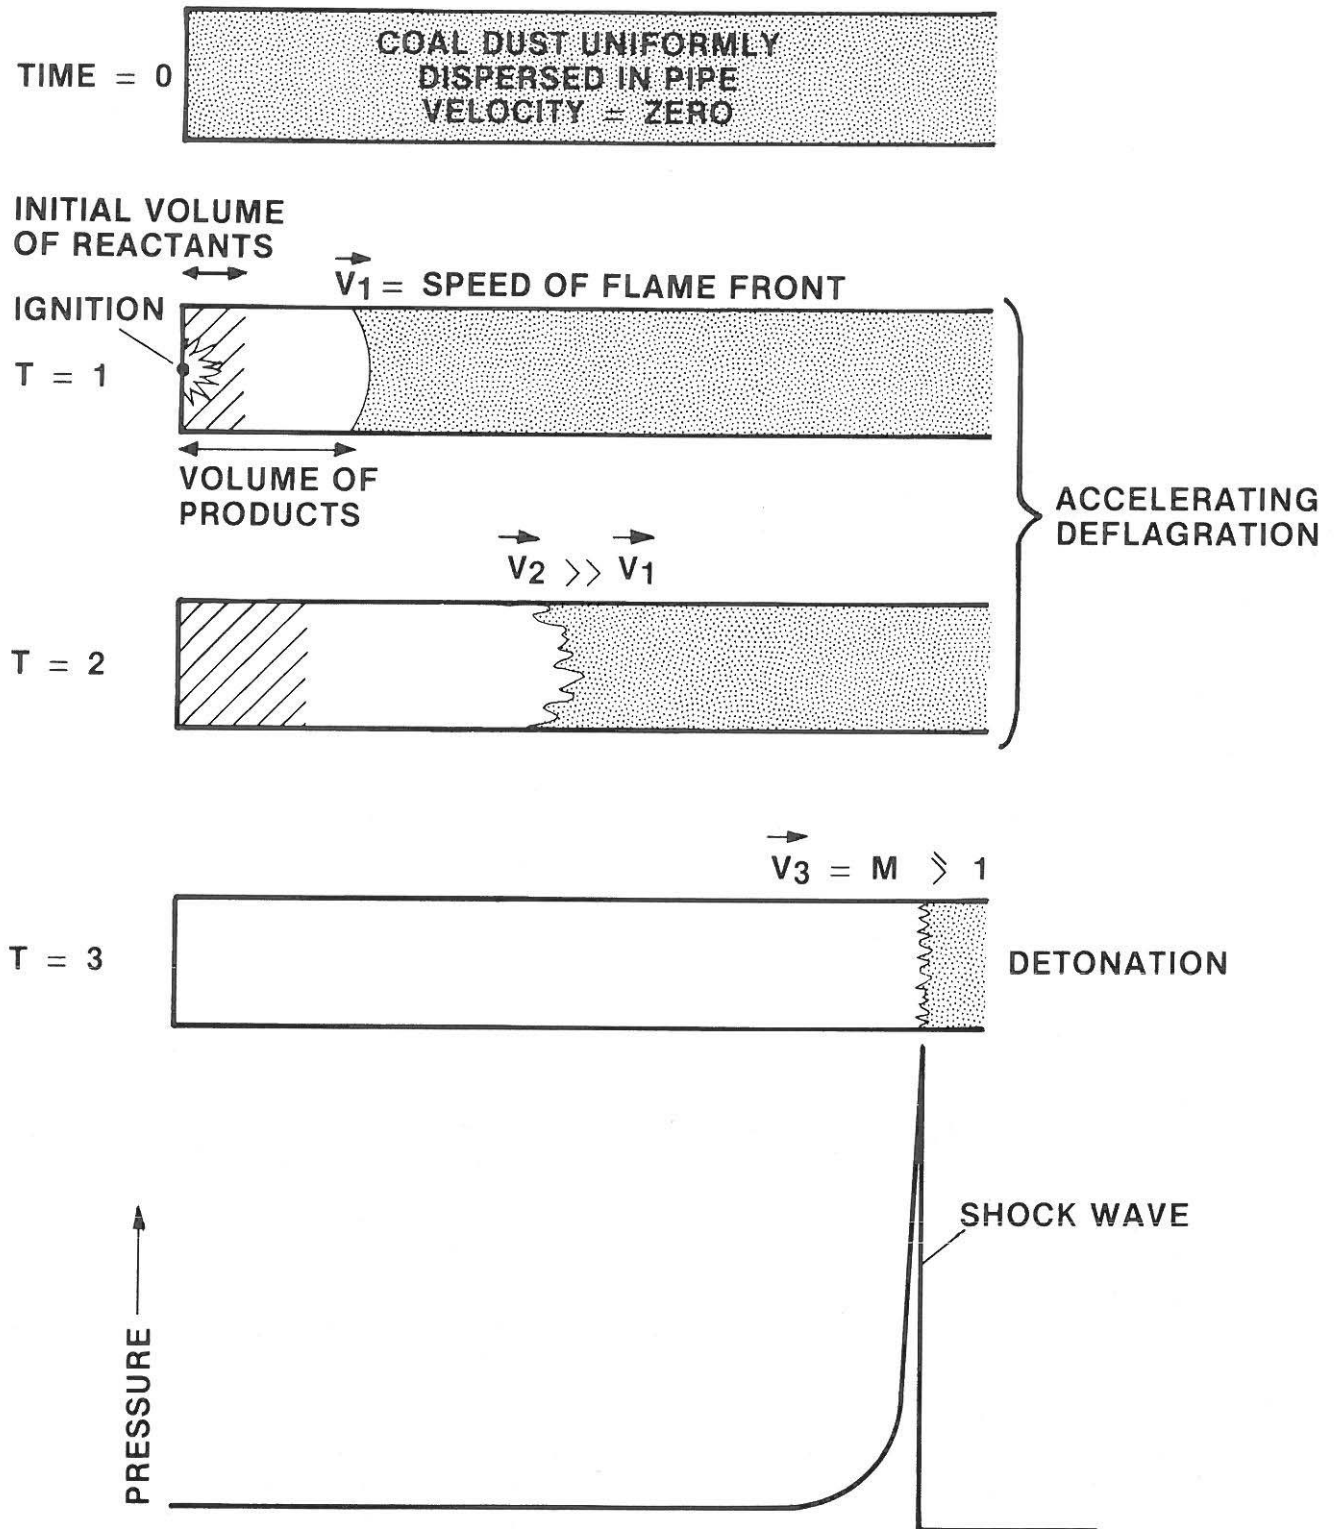 COAL DUST UNIFORMLY
DISPERSED IN PIPE
VELOCITY = ZERO
TIME = 0
INITIAL VOLUME
OF REACTANTS
V1 = SPEED OF FLAME FRONT
IGNITION
T = 1
VOLUME OF
PRODUCTS
ACCELERATING
DEFLAGRATION
V2 >> V1
T = 2
V3 = M ⩾ 1
T = 3
DETONATION
SHOCK WAVE
PRESSURE